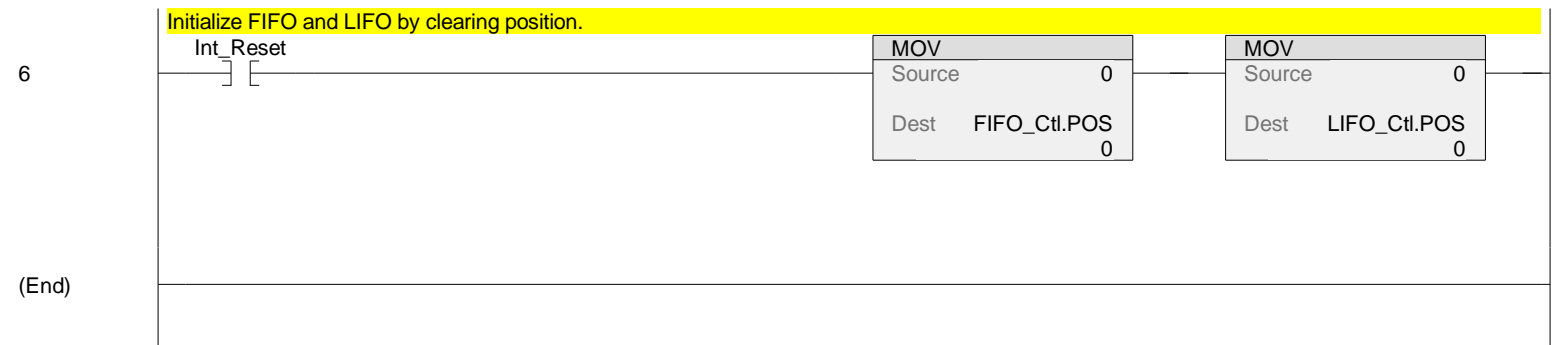 Initialize FIFO and LIFO by clearing position.
Int_Reset
6
MOV
Source 0
Dest FIFO_Ctl.POS
0
MOV
Source 0
Dest LIFO_Ctl.POS
0
(End)